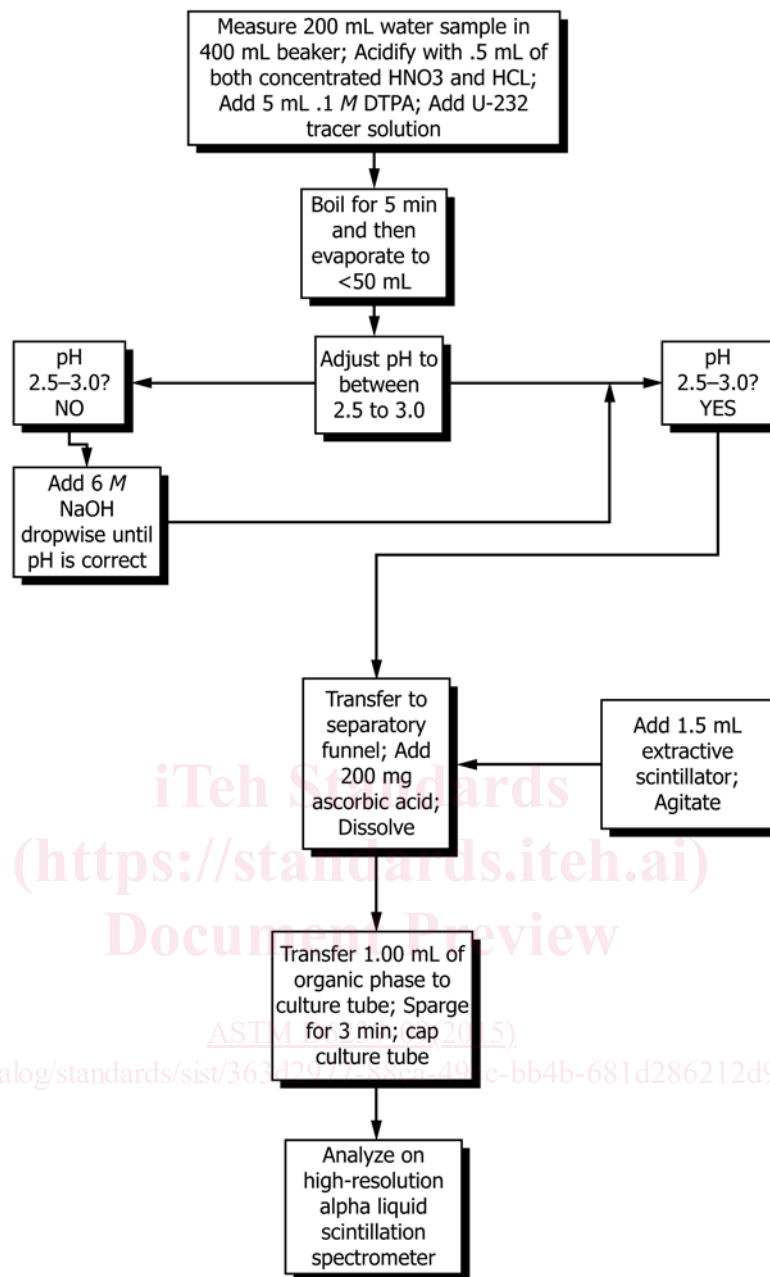 Measure 200 mL water sample in
400 mL beaker; Acidify with .5 mL of
both concentrated HNO3 and HCL;
Add 5 mL .1 M DTPA; Add U-232
tracer solution
Boil for 5 min
and then
evaporate to
<50 mL
pH
2.5–3.0?
NO
Adjust pH to
between
2.5 to 3.0
pH
2.5–3.0?
YES
Add 6 M
NaOH
dropwise until
pH is correct
Transfer to
separatory
funnel; Add
200 mg
ascorbic acid;
Dissolve
Add 1.5 mL
extractive
scintillator;
Agitate
iTeh Standards
(https://standards.iteh.ai)
Document Preview
Transfer 1.00 mL of
organic phase to
culture tube; Sparge
for 3 min; cap
culture tube
ASTM (2015)
Analyze on
high-resolution
alpha liquid
scintillation
spectrometer